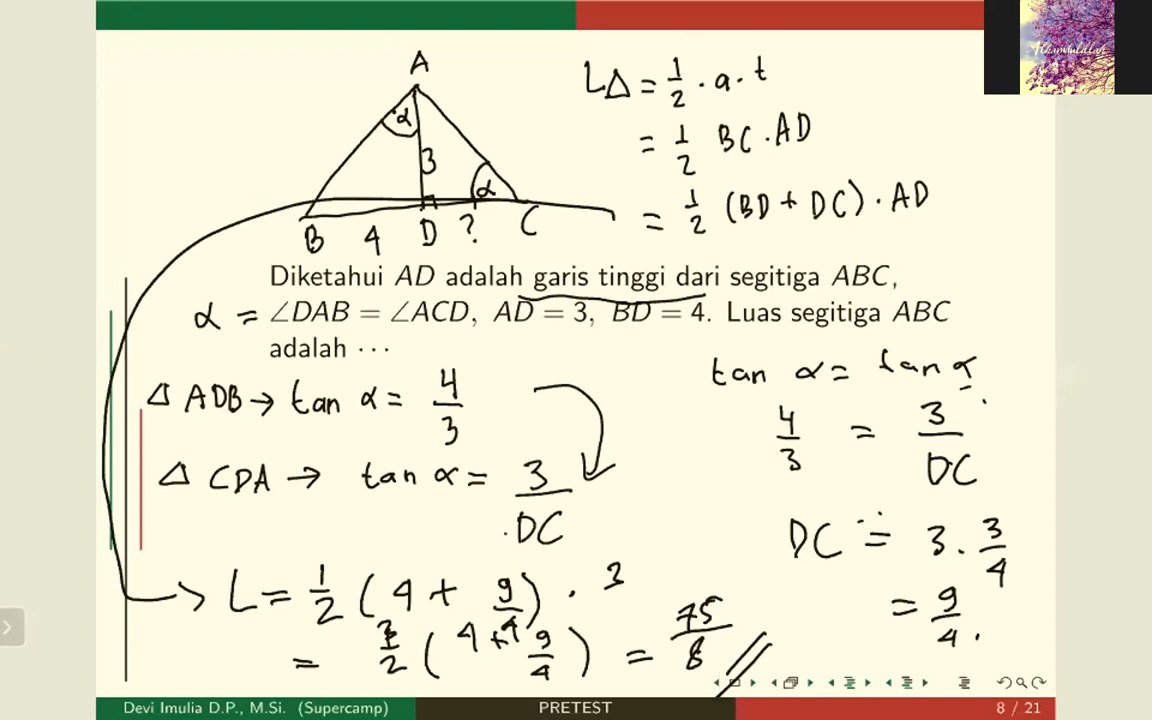 Alhamdulillah
A
α
3
α
B 4 D ? C
L△ = 1/2 · a · t
= 1/2 BC · AD
= 1/2 (BD + DC) · AD
Diketahui AD adalah garis tinggi dari segitiga ABC,
α = ∠DAB = ∠ACD, AD = 3, BD = 4. Luas segitiga ABC
adalah ⋯
△ ADB → tan α = 4/3
△ CDA → tan α = 3/DC
tan α = tan α
4/3 = 3/DC
DC = 3 · 3/4
= 9/4
L = 1/2 (4 + 9/4) · 3
= 3/2 (4 + 9/4) = 75/8
Devi Imulia D.P., M.Si. (Supercamp) PRETEST 8 / 21